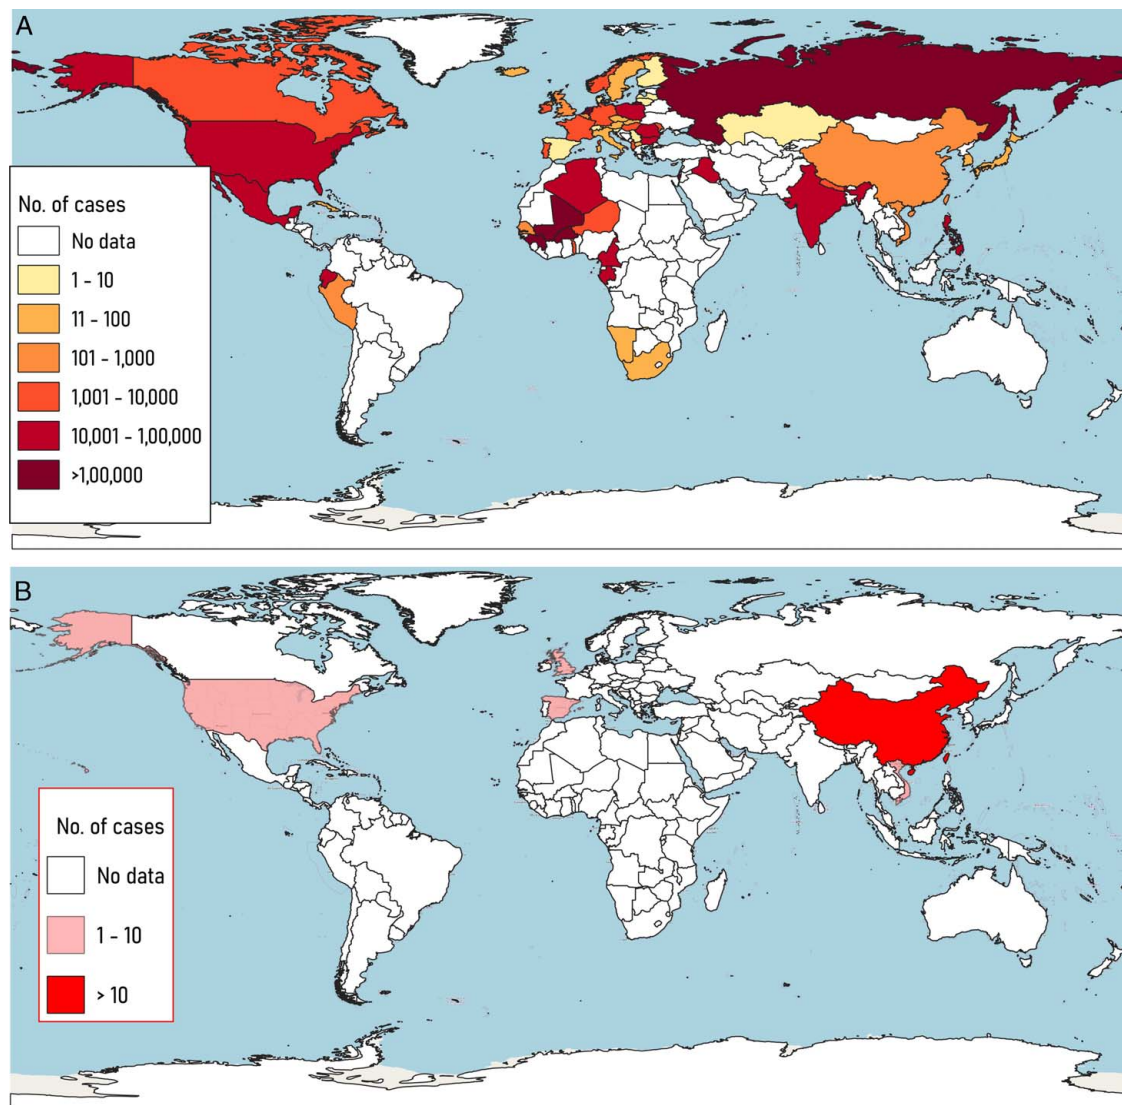 A
No. of cases
No data
1 - 10
11 - 100
101 - 1,000
1,001 - 10,000
10,001 - 1,00,000
>1,00,000
B
No. of cases
No data
1 - 10
> 10